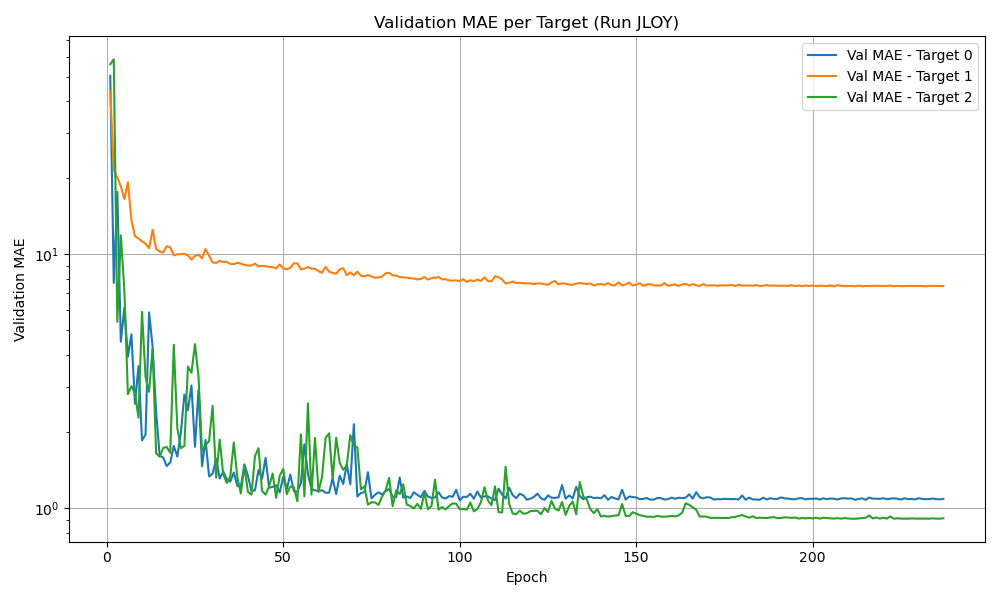 Validation MAE per Target (Run JLOY)
Val MAE - Target 0
Val MAE - Target 1
Val MAE - Target 2
Validation MAE
10¹
10⁰
0 50 100 150 200
Epoch